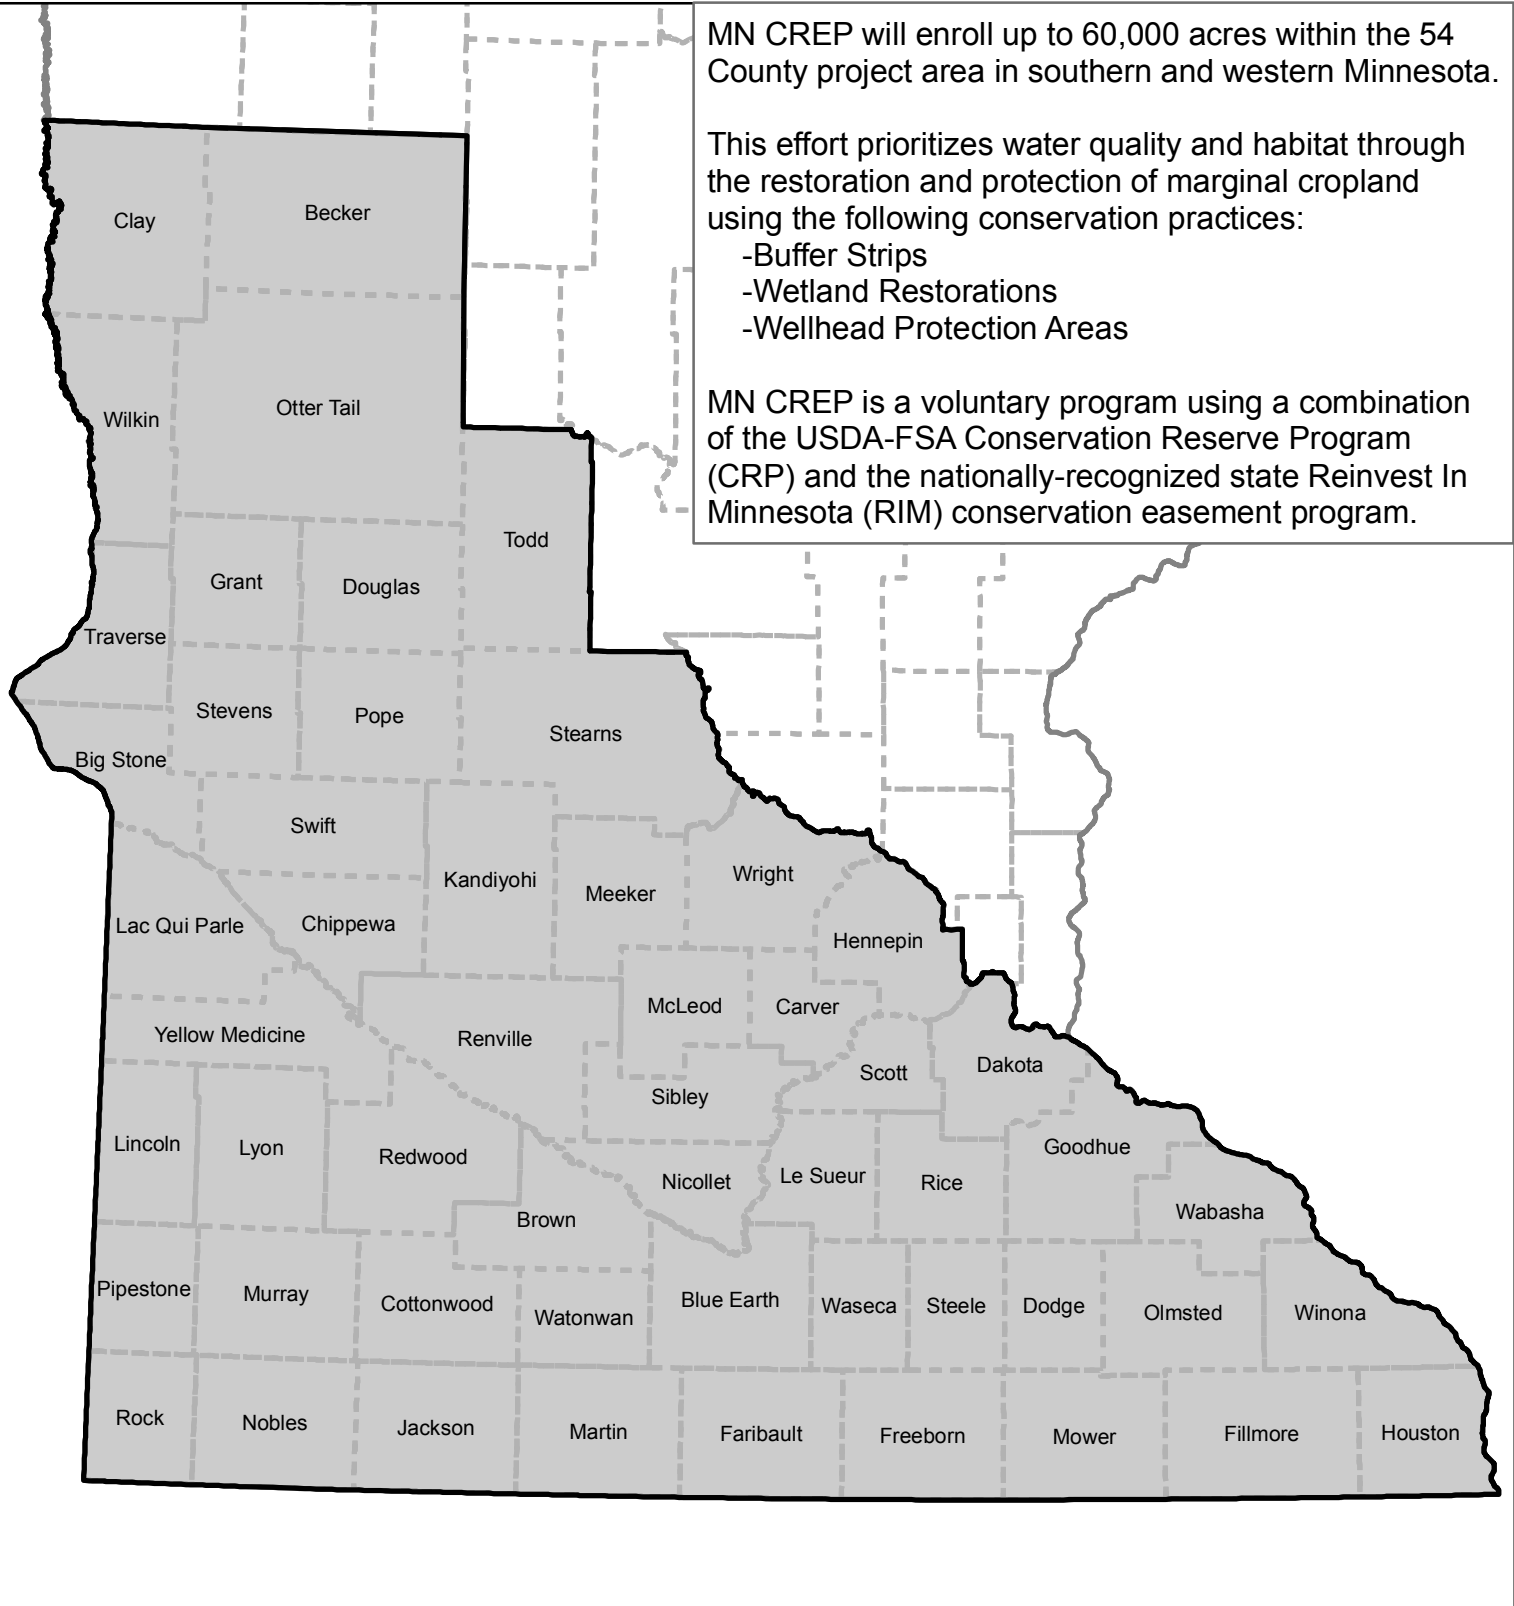 MN CREP will enroll up to 60,000 acres within the 54
County project area in southern and western Minnesota.
This effort prioritizes water quality and habitat through
the restoration and protection of marginal cropland
using the following conservation practices:
-Buffer Strips
-Wetland Restorations
-Wellhead Protection Areas
MN CREP is a voluntary program using a combination
of the USDA-FSA Conservation Reserve Program
(CRP) and the nationally-recognized state Reinvest In
Minnesota (RIM) conservation easement program.
Clay
Becker
Wilkin
Otter Tail
Todd
Grant
Douglas
Traverse
Stevens
Pope
Stearns
Big Stone
Swift
Kandiyohi
Meeker
Wright
Lac Qui Parle
Chippewa
Hennepin
McLeod
Carver
Yellow Medicine
Renville
Scott
Dakota
Sibley
Lincoln
Lyon
Redwood
Nicollet
Le Sueur
Rice
Goodhue
Brown
Wabasha
Pipestone
Murray
Cottonwood
Watonwan
Blue Earth
Waseca
Steele
Dodge
Olmsted
Winona
Rock
Nobles
Jackson
Martin
Faribault
Freeborn
Mower
Fillmore
Houston